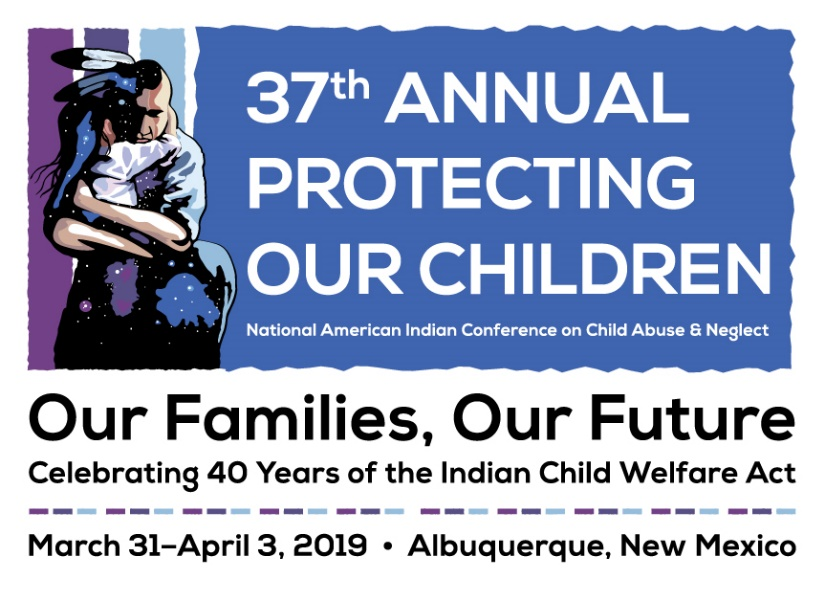 37th ANNUAL
PROTECTING
OUR CHILDREN
National American Indian Conference on Child Abuse & Neglect
Our Families, Our Future
Celebrating 40 Years of the Indian Child Welfare Act
March 31–April 3, 2019 • Albuquerque, New Mexico